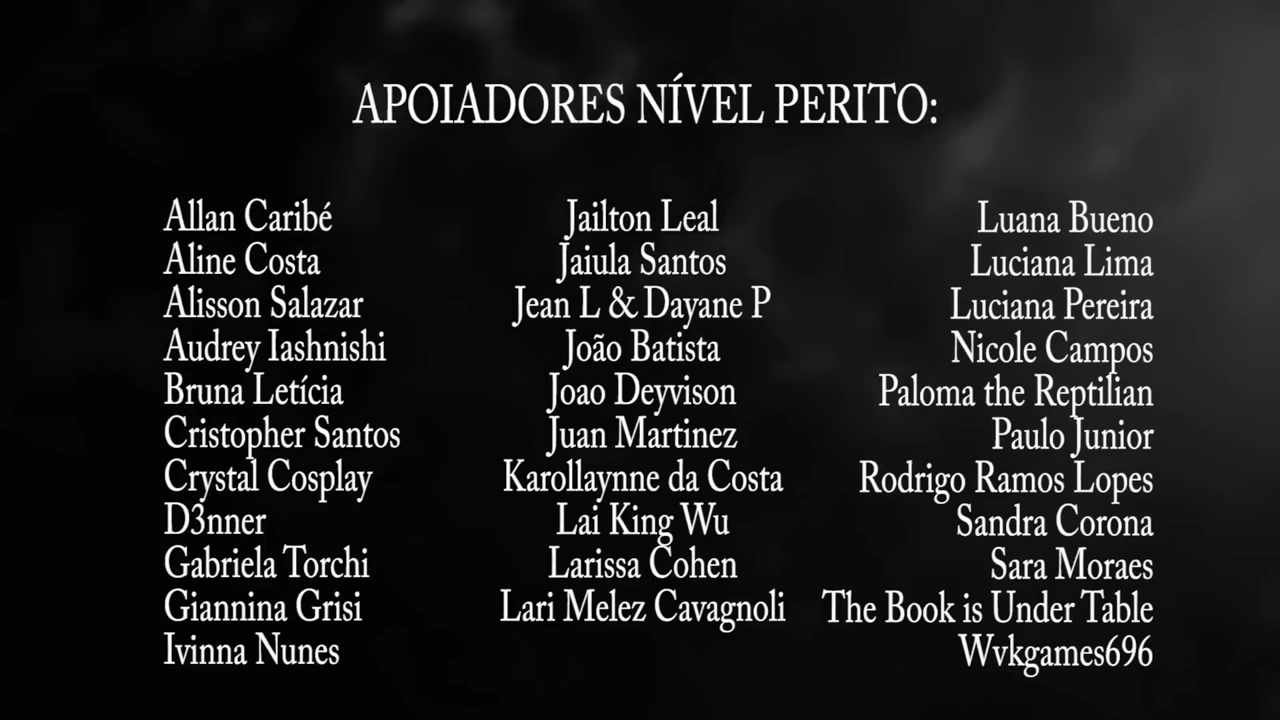 APOIADORES NÍVEL PERITO:
Allan Caribé
Aline Costa
Alisson Salazar
Audrey Iashnishi
Bruna Letícia
Cristopher Santos
Crystal Cosplay
D3nner
Gabriela Torchi
Giannina Grisi
Ivinna Nunes
Jailton Leal
Jaiula Santos
Jean L & Dayane P
João Batista
Joao Deyvison
Juan Martinez
Karollaynne da Costa
Lai King Wu
Larissa Cohen
Lari Melez Cavagnoli
Luana Bueno
Luciana Lima
Luciana Pereira
Nicole Campos
Paloma the Reptilian
Paulo Junior
Rodrigo Ramos Lopes
Sandra Corona
Sara Moraes
The Book is Under Table
Wvkgames696